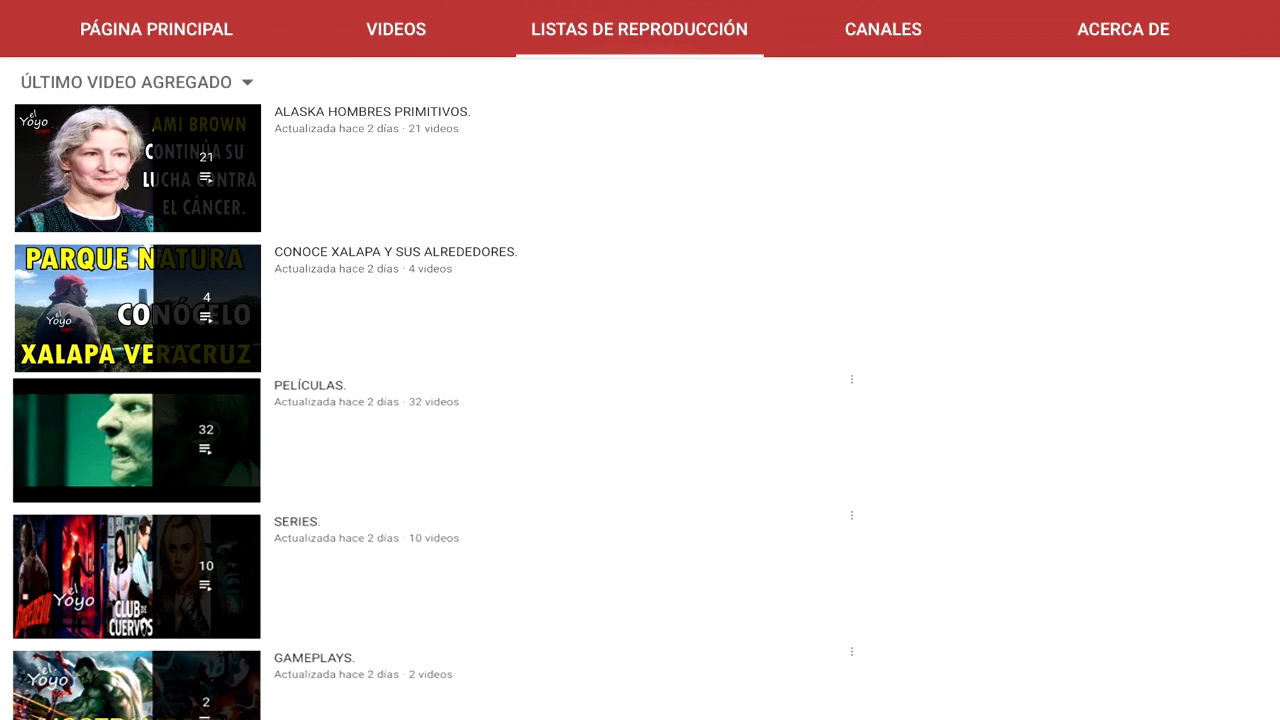 PÁGINA PRINCIPAL
VIDEOS
LISTAS DE REPRODUCCIÓN
CANALES
ACERCA DE
ÚLTIMO VIDEO AGREGADO
el
Yoyo
AMI BROWN
CONTINÚA SU
LUCHA CONTRA
EL CÁNCER.
21
ALASKA HOMBRES PRIMITIVOS.
Actualizada hace 2 días · 21 videos
PARQUE NATURA
CONÓCELO
el
Yoyo
XALAPA VERACRUZ
4
CONOCE XALAPA Y SUS ALREDEDORES.
Actualizada hace 2 días · 4 videos
32
PELÍCULAS.
Actualizada hace 2 días · 32 videos
DAREDEVIL
el
Yoyo
CLUB DE
CUERVOS
10
SERIES.
Actualizada hace 2 días · 10 videos
el
Yoyo
2
GAMEPLAYS.
Actualizada hace 2 días · 2 videos